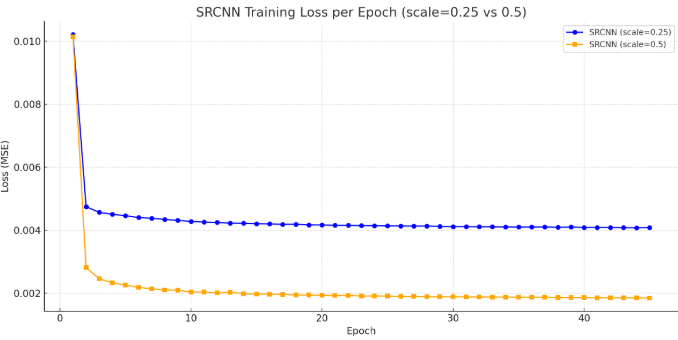 SRCNN Training Loss per Epoch (scale=0.25 vs 0.5)
SRCNN (scale=0.25)
SRCNN (scale=0.5)
0.010
0.008
0.006
0.004
0.002
Loss (MSE)
0 10 20 30 40
Epoch